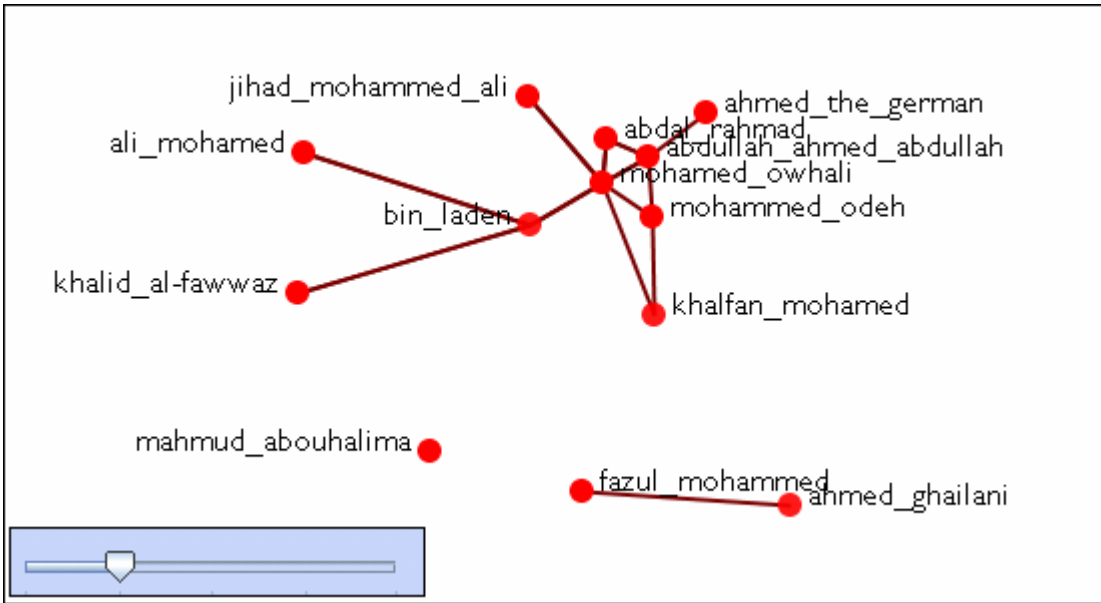 jihad_mohammed_ali
ahmed_the_german
abdal_rahmad
ali_mohamed
abdullah_ahmed_abdullah
mohamed_owhali
bin_laden
mohammed_odeh
khalid_al-fawwaz
khalfan_mohamed
mahmud_abouhalima
fazul_mohammed
ahmed_ghailani